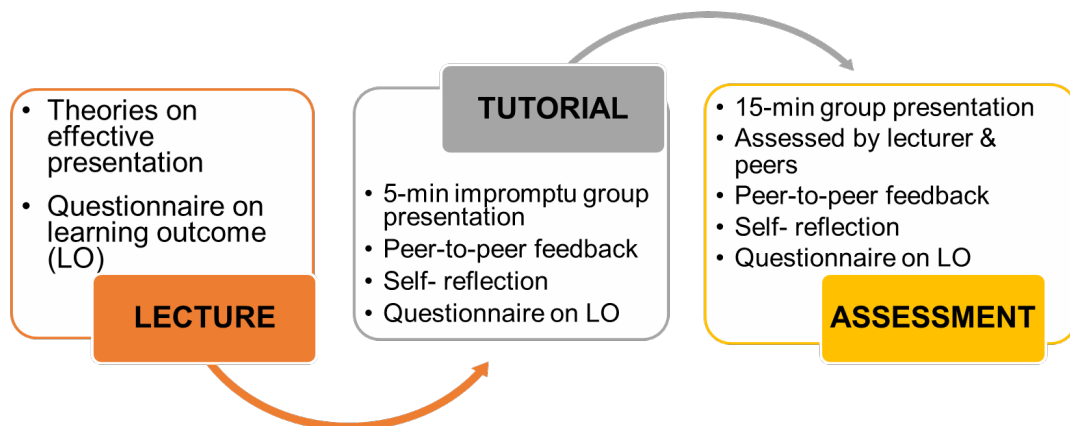 • Theories on
effective
presentation
• Questionnaire on
learning outcome
(LO)
LECTURE
TUTORIAL
• 5-min impromptu group
presentation
• Peer-to-peer feedback
• Self- reflection
• Questionnaire on LO
• 15-min group presentation
• Assessed by lecturer &
peers
• Peer-to-peer feedback
• Self- reflection
• Questionnaire on LO
ASSESSMENT